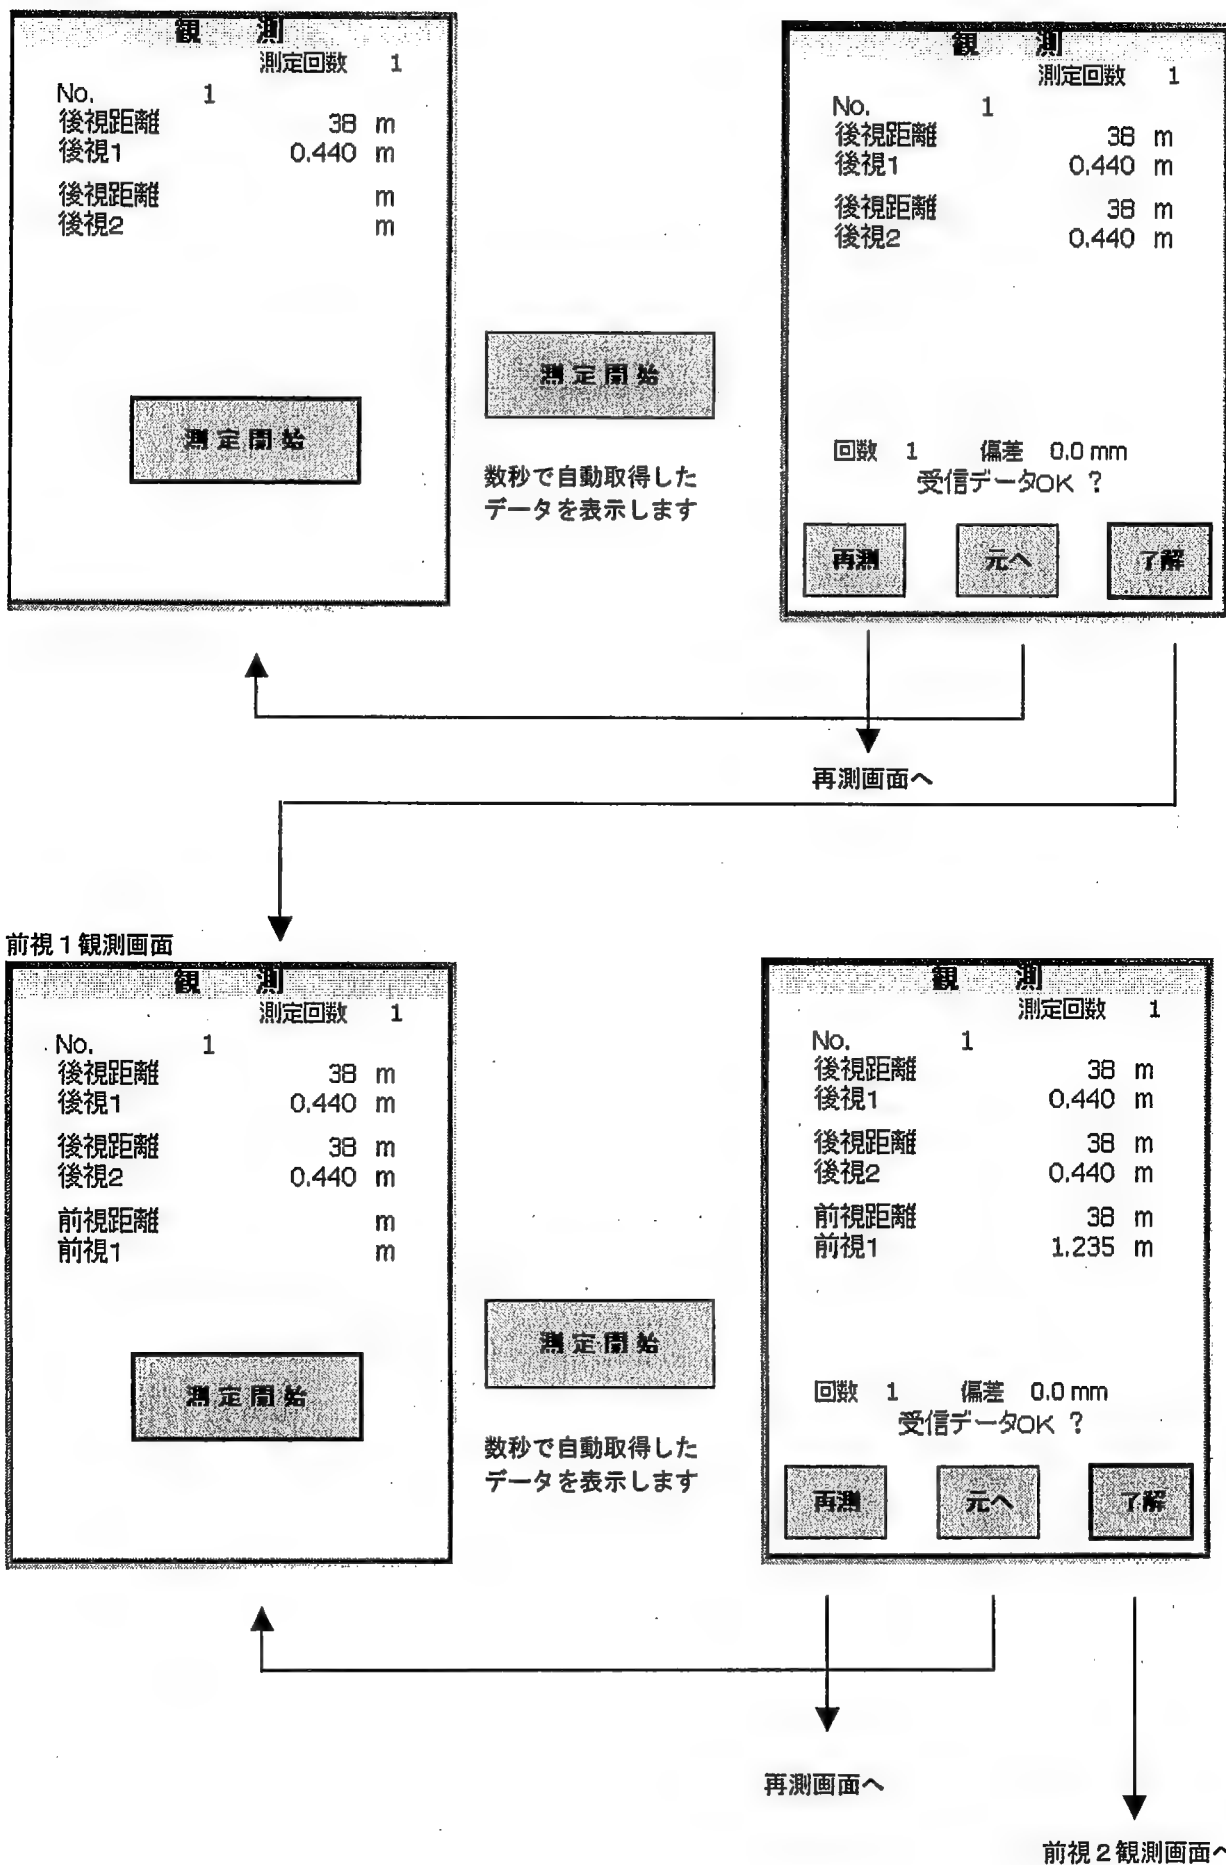 観 測
測定回数 1
No. 1
後視距離 38 m
後視1 0.440 m
後視距離 m
後視2 m
測定開始
測定開始
数秒で自動取得した
データを表示します
観 測
測定回数 1
No. 1
後視距離 38 m
後視1 0.440 m
後視距離 38 m
後視2 0.440 m
回数 1 偏差 0.0 mm
受信データOK ?
再測 元へ 了解
再測画面へ
前視1観測画面
観 測
測定回数 1
No. 1
後視距離 38 m
後視1 0.440 m
後視距離 38 m
後視2 0.440 m
前視距離 m
前視1 m
測定開始
測定開始
数秒で自動取得した
データを表示します
観 測
測定回数 1
No. 1
後視距離 38 m
後視1 0.440 m
後視距離 38 m
後視2 0.440 m
前視距離 38 m
前視1 1.235 m
回数 1 偏差 0.0 mm
受信データOK ?
再測 元へ 了解
再測画面へ
前視2観測画面へ